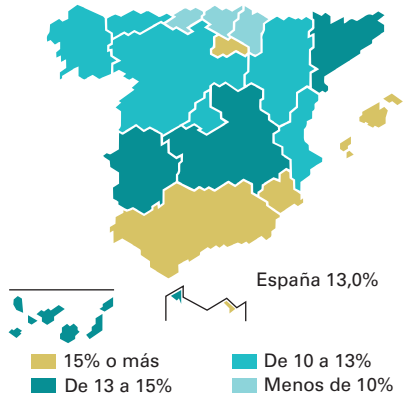 España 13,0%
15% o más
De 10 a 13%
De 13 a 15%
Menos de 10%